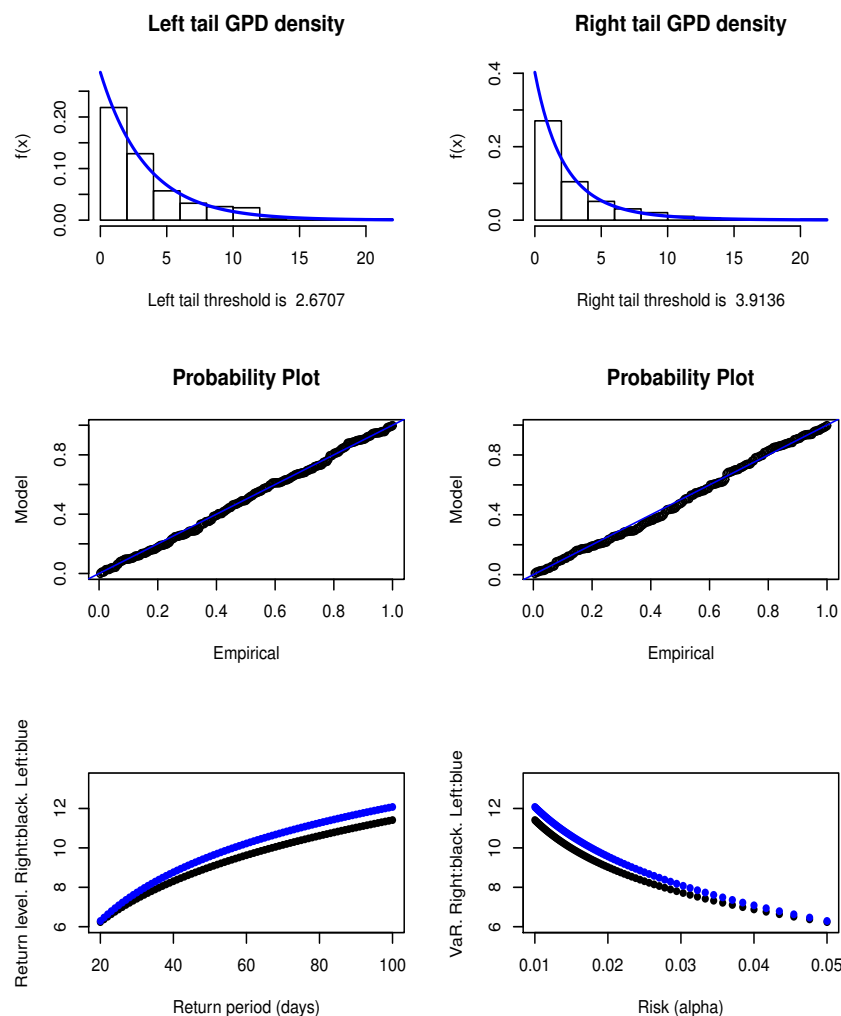 Left tail GPD density
Right tail GPD density
f(x)
0.00 0.10 0.20
0 5 10 15 20
Left tail threshold is 2.6707
f(x)
0.0 0.2 0.4
0 5 10 15 20
Right tail threshold is 3.9136
Probability Plot
Probability Plot
Model
0.0 0.4 0.8
0.0 0.2 0.4 0.6 0.8 1.0
Empirical
Model
0.0 0.4 0.8
0.0 0.2 0.4 0.6 0.8 1.0
Empirical
Return level. Right:black. Left:blue
6 8 10 12
20 40 60 80 100
Return period (days)
VaR. Right:black. Left:blue
6 8 10 12
0.01 0.02 0.03 0.04 0.05
Risk (alpha)